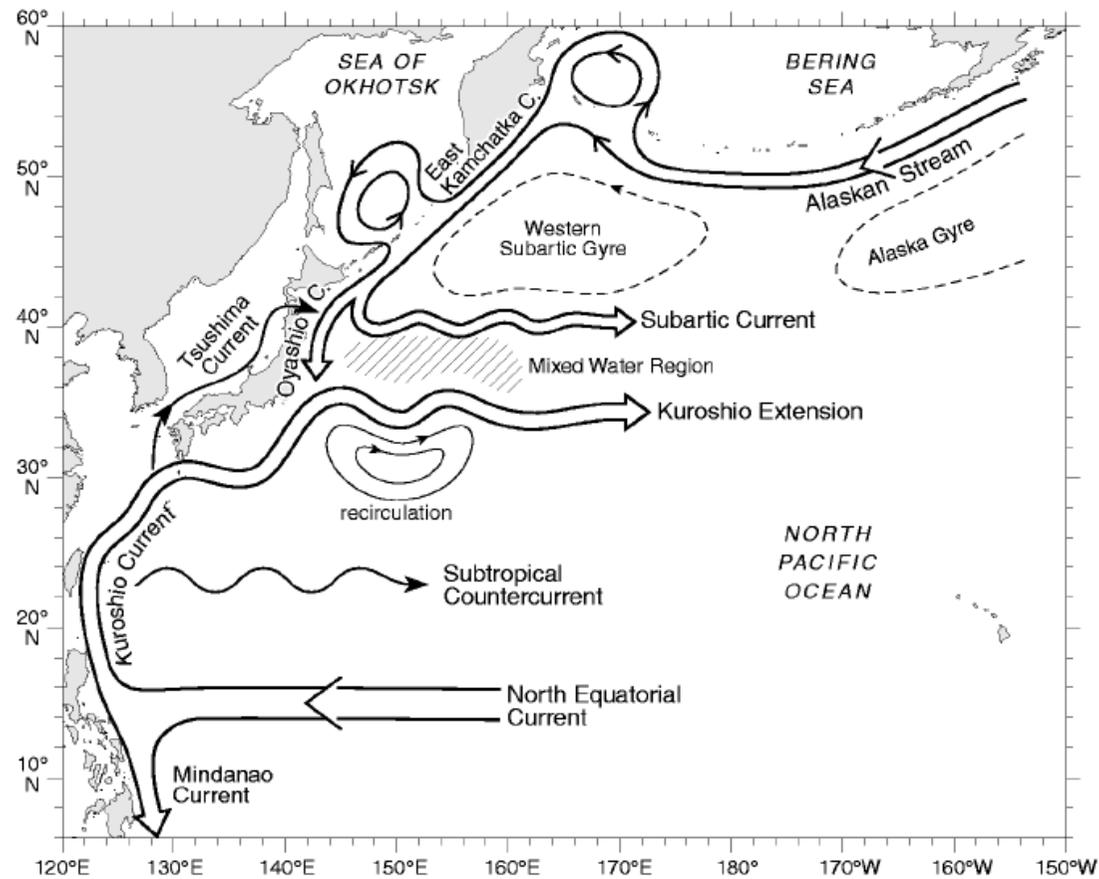 60°
N
SEA OF
OKHOTSK
BERING
SEA
East
Kamchatka C.
50°
N
Alaskan Stream
Western
Subartic Gyre
Alaska Gyre
Tsushima
Current
Oyashio C.
40°
N
Subartic Current
Mixed Water Region
Kuroshio Extension
30°
N
recirculation
Kuroshio Current
NORTH
PACIFIC
OCEAN
Subtropical
Countercurrent
20°
N
North Equatorial
Current
10°
N
Mindanao
Current
120°E 130°E 140°E 150°E 160°E 170°E 180° 170°W 160°W 150°W